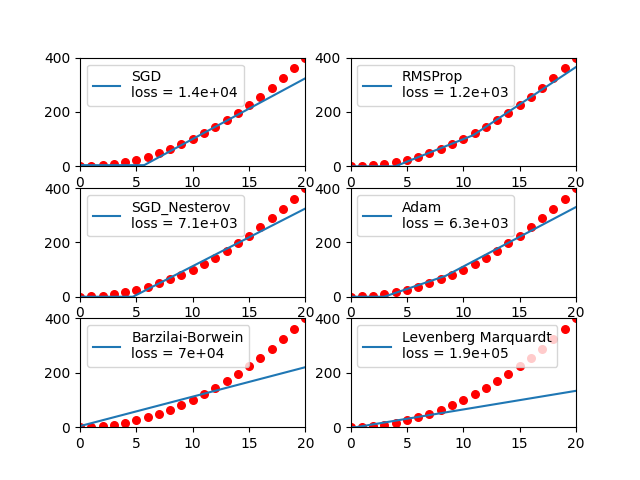 400
200
0
0 5 10 15 20
SGD
loss = 1.4e+04
400
200
0
0 5 10 15 20
RMSProp
loss = 1.2e+03
400
200
0
0 5 10 15 20
SGD_Nesterov
loss = 7.1e+03
400
200
0
0 5 10 15 20
Adam
loss = 6.3e+03
400
200
0
0 5 10 15 20
Barzilai-Borwein
loss = 7e+04
400
200
0
0 5 10 15 20
Levenberg Marquardt
loss = 1.9e+05